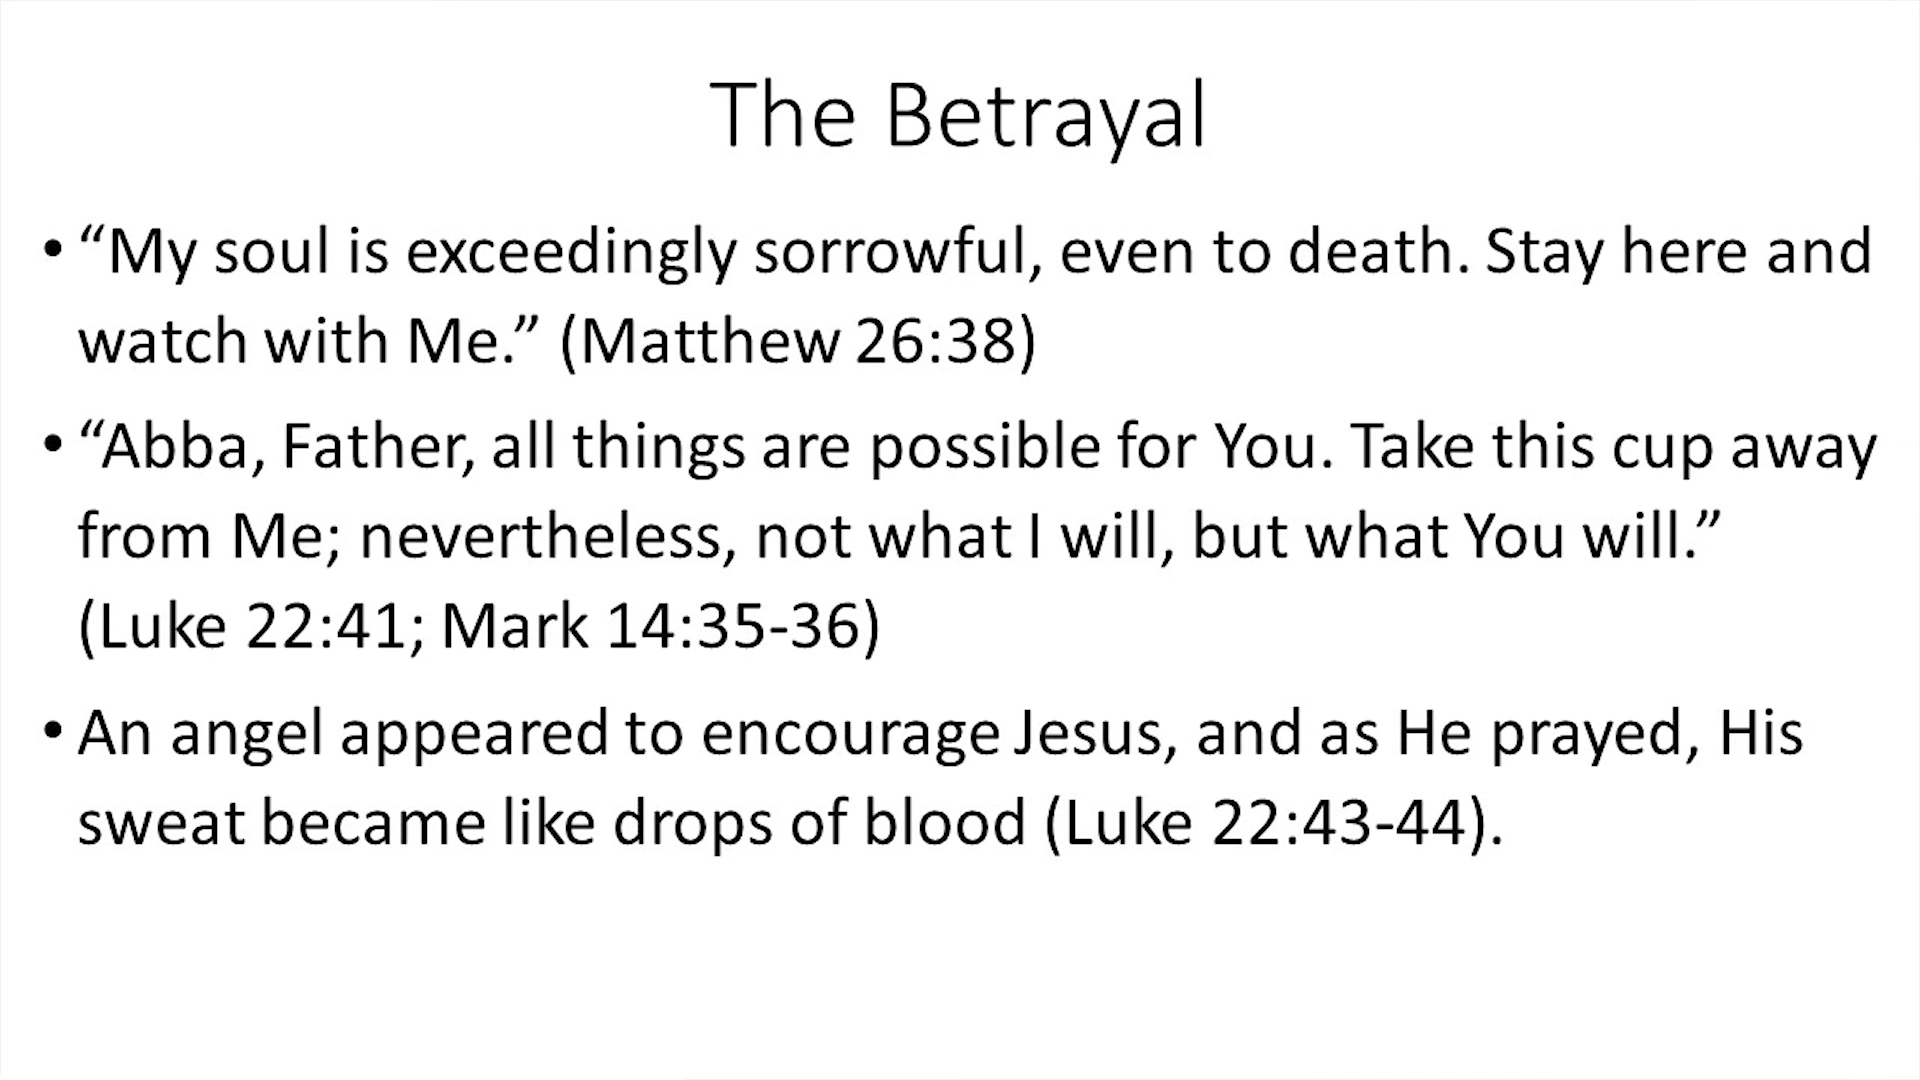 The Betrayal
• “My soul is exceedingly sorrowful, even to death. Stay here and
watch with Me.” (Matthew 26:38)
• “Abba, Father, all things are possible for You. Take this cup away
from Me; nevertheless, not what I will, but what You will.”
(Luke 22:41; Mark 14:35-36)
• An angel appeared to encourage Jesus, and as He prayed, His
sweat became like drops of blood (Luke 22:43-44).